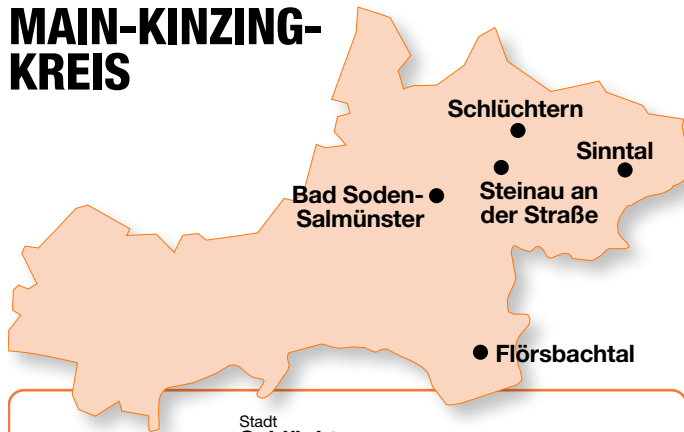 MAIN-KINZING-
KREIS
Schlüchtern
Sinntal
Bad Soden-
Salmünster
Steinau an
der Straße
Flörsbachtal
Stadt